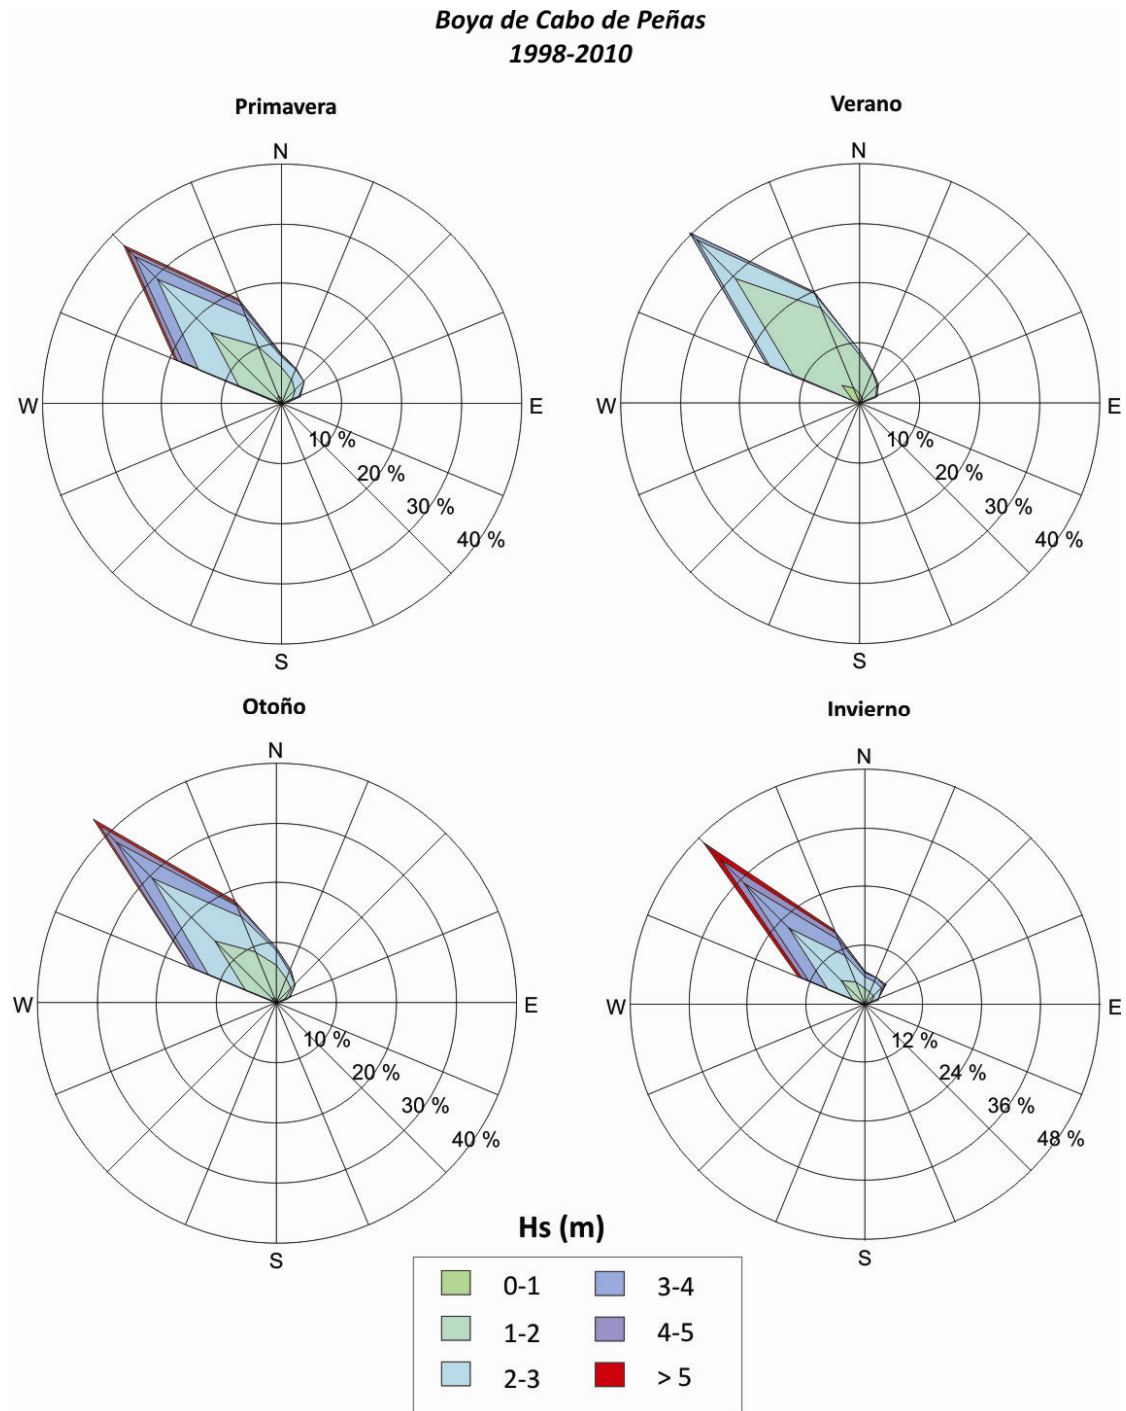 Boya de Cabo de Peñas
1998-2010
Primavera
N
W
E
S
10 %
20 %
30 %
40 %
Verano
N
W
E
S
10 %
20 %
30 %
40 %
Otoño
N
W
E
S
10 %
20 %
30 %
40 %
Invierno
N
W
E
S
12 %
24 %
36 %
48 %
Hs (m)
0-1
1-2
2-3
3-4
4-5
> 5